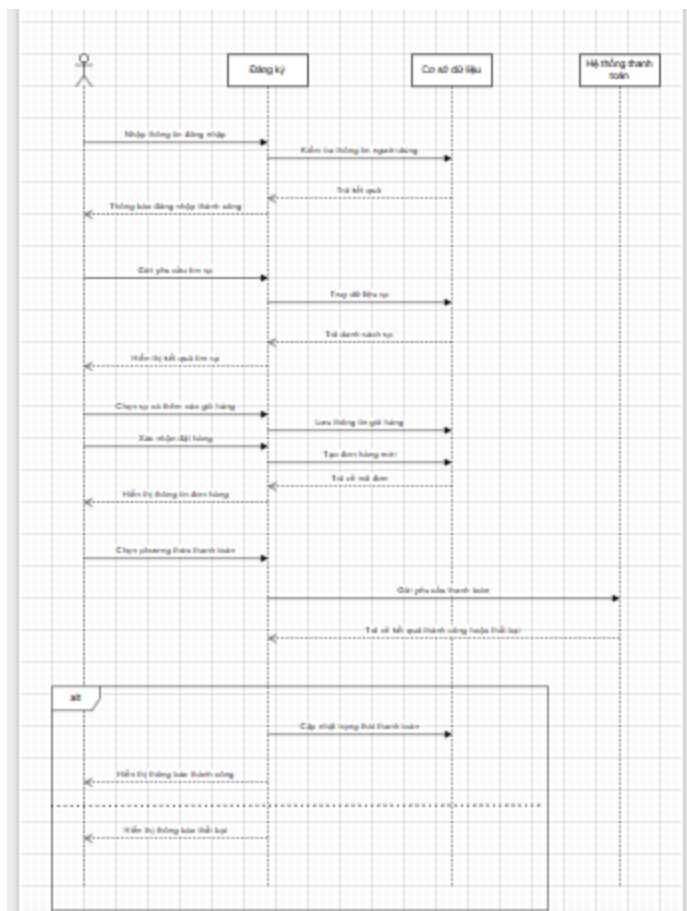 Đăng ký
Cơ sở dữ liệu
Hệ thống thanh
toán
Nhập thông tin đăng nhập
Kiểm tra thông tin người dùng
Trả kết quả
Thông báo đăng nhập thành công
Gửi yêu cầu tìm sp
Truy dữ liệu sp
Trả danh sách sp
Hiển thị kết quả tìm sp
Chọn sp và thêm vào giỏ hàng
Lưu thông tin giỏ hàng
Xác nhận đặt hàng
Tạo đơn hàng mới
Trả về mã đơn
Hiển thị thông tin đơn hàng
Chọn phương thức thanh toán
Gửi yêu cầu thanh toán
Trả về kết quả thành công hoặc thất bại
alt
Cập nhật trạng thái thanh toán
Hiển thị thông báo thành công
Hiển thị thông báo thất bại